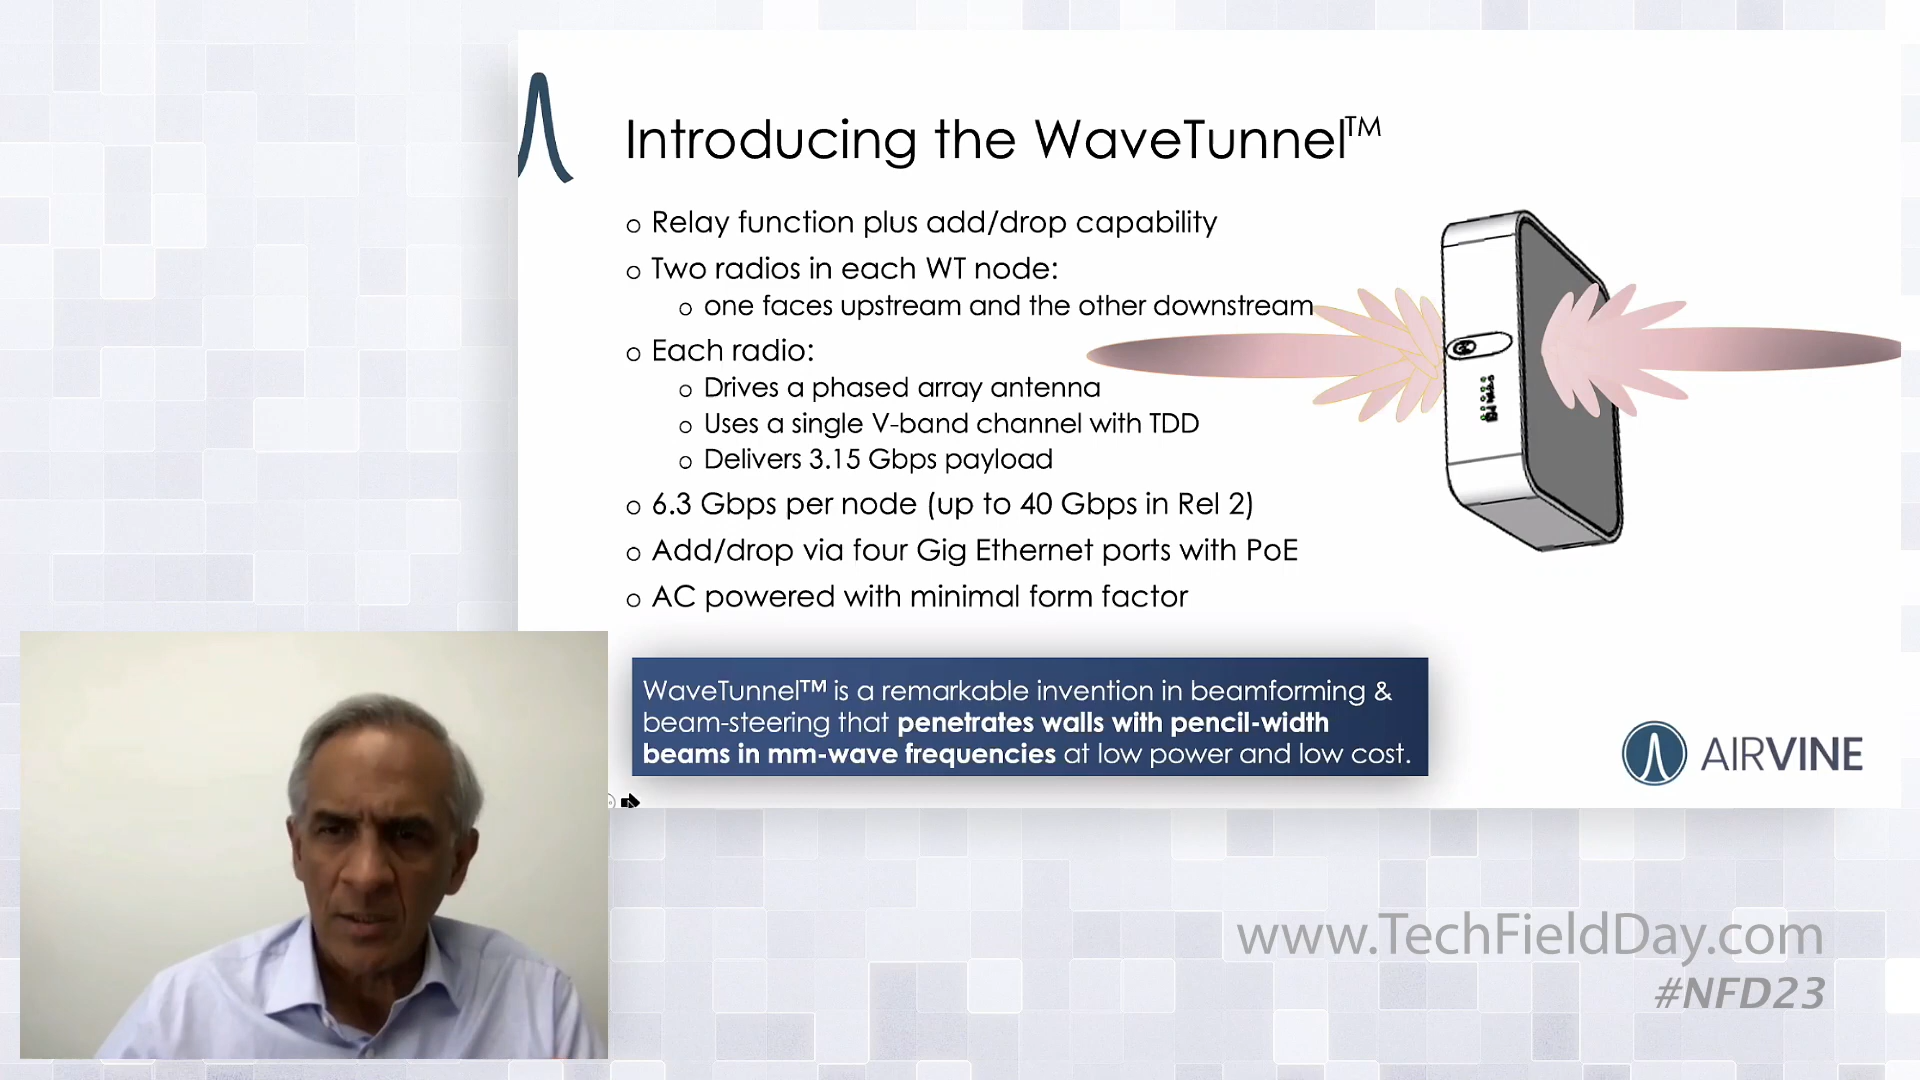 Introducing the WaveTunnel™
o Relay function plus add/drop capability
o Two radios in each WT node:
o one faces upstream and the other downstream
o Each radio:
o Drives a phased array antenna
o Uses a single V-band channel with TDD
o Delivers 3.15 Gbps payload
o 6.3 Gbps per node (up to 40 Gbps in Rel 2)
o Add/drop via four Gig Ethernet ports with PoE
o AC powered with minimal form factor
WaveTunnel™ is a remarkable invention in beamforming &
beam-steering that penetrates walls with pencil-width
beams in mm-wave frequencies at low power and low cost.
AIRVINE
www.TechFieldDay.com
#NFD23